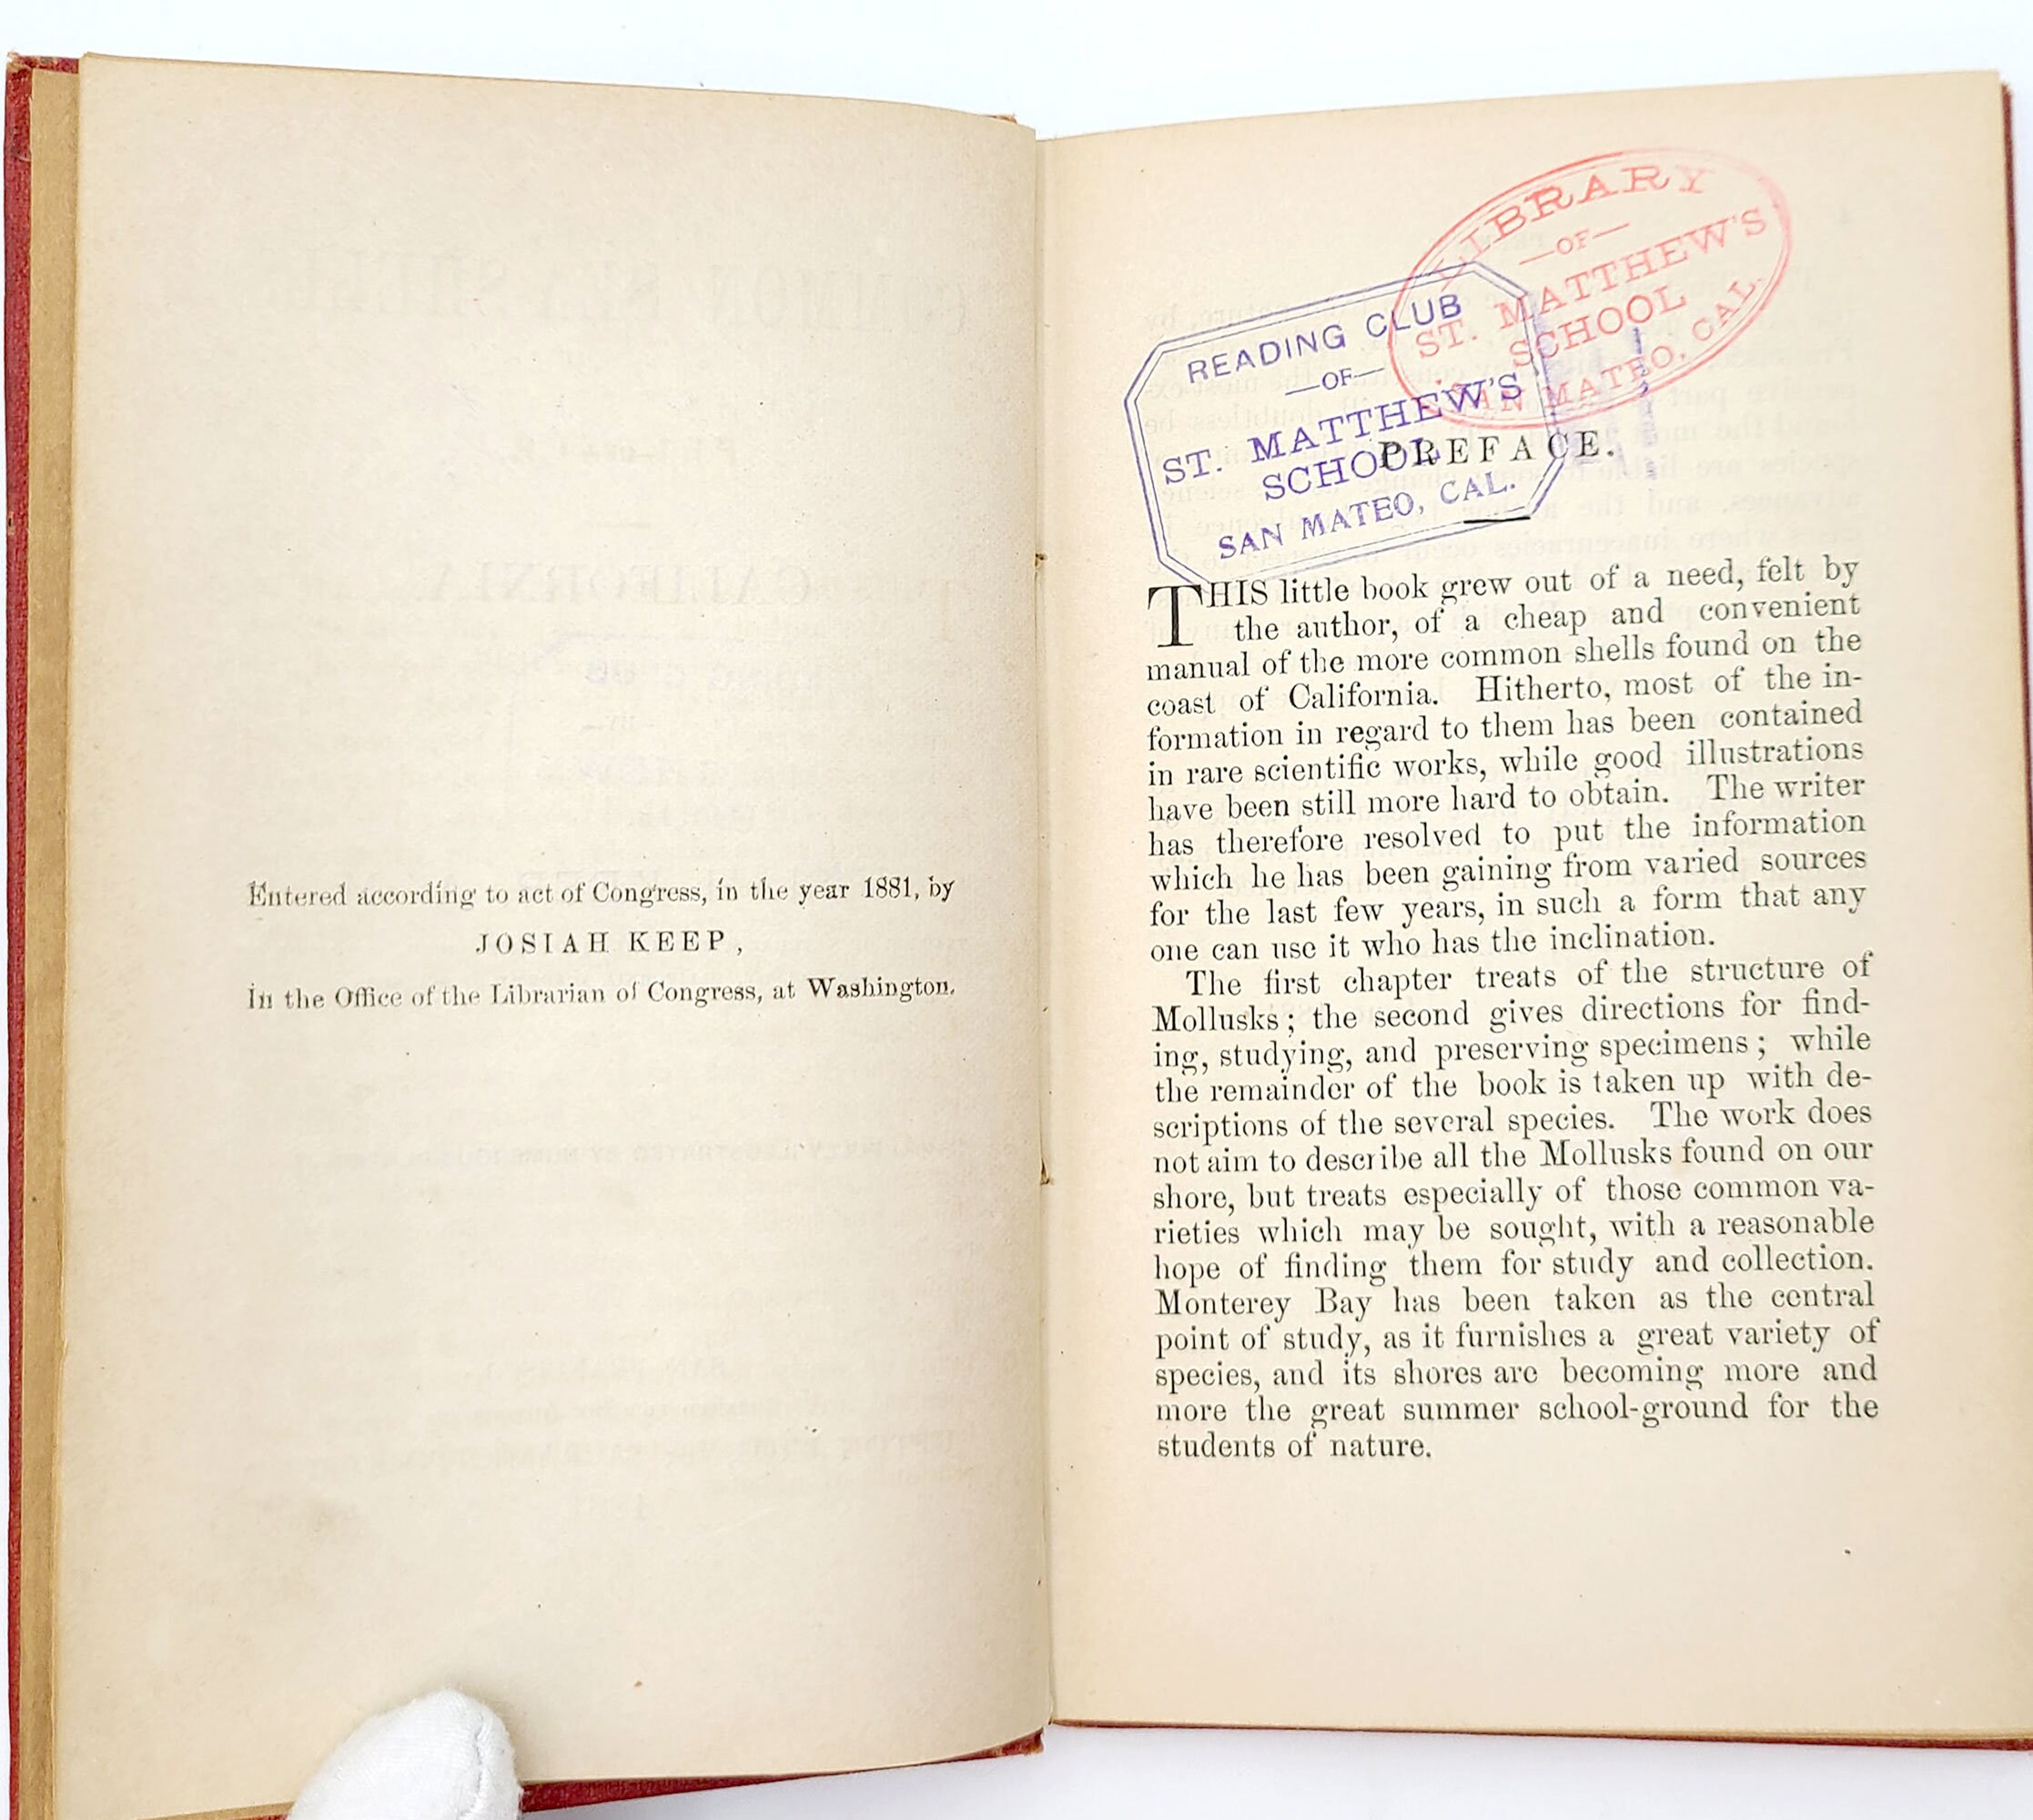 Entered according to act of Congress, in the year 1881, by
JOSIAH KEEP,
In the Office of the Librarian of Congress, at Washington.
LIBRARY
—OF—
ST. MATTHEW'S
SCHOOL
SAN MATEO, CAL.
READING CLUB
—OF—
ST. MATTHEW'S
SCHOOL
SAN MATEO, CAL.
PREFACE.
THIS little book grew out of a need, felt by
the author, of a cheap and convenient
manual of the more common shells found on the
coast of California. Hitherto, most of the in-
formation in regard to them has been contained
in rare scientific works, while good illustrations
have been still more hard to obtain. The writer
has therefore resolved to put the information
which he has been gaining from varied sources
for the last few years, in such a form that any
one can use it who has the inclination.
The first chapter treats of the structure of
Mollusks; the second gives directions for find-
ing, studying, and preserving specimens; while
the remainder of the book is taken up with de-
scriptions of the several species. The work does
not aim to describe all the Mollusks found on our
shore, but treats especially of those common va-
rieties which may be sought, with a reasonable
hope of finding them for study and collection.
Monterey Bay has been taken as the central
point of study, as it furnishes a great variety of
species, and its shores are becoming more and
more the great summer school-ground for the
students of nature.